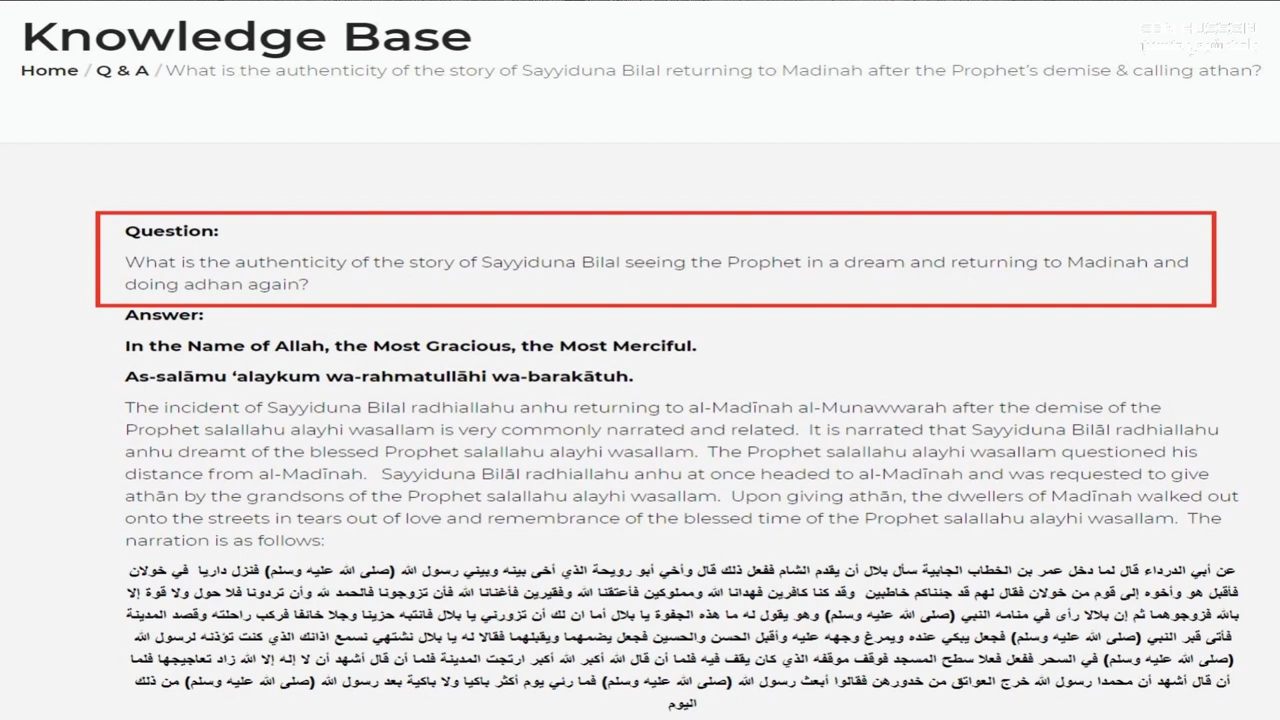 Knowledge Base
Home / Q & A / What is the authenticity of the story of Sayyiduna Bilal returning to Madinah after the Prophet's demise & calling athan?
Question:
What is the authenticity of the story of Sayyiduna Bilal seeing the Prophet in a dream and returning to Madinah and
doing adhan again?
Answer:
In the Name of Allah, the Most Gracious, the Most Merciful.
As-salāmu ‘alaykum wa-rahmatullāhi wa-barakātuh.
The incident of Sayyiduna Bilal radhiallahu anhu returning to al-Madīnah al-Munawwarah after the demise of the
Prophet salallahu alayhi wasallam is very commonly narrated and related.  It is narrated that Sayyiduna Bilāl radhiallahu
anhu dreamt of the blessed Prophet salallahu alayhi wasallam.  The Prophet salallahu alayhi wasallam questioned his
distance from al-Madīnah.   Sayyiduna Bilāl radhiallahu anhu at once headed to al-Madīnah and was requested to give
athān by the grandsons of the Prophet salallahu alayhi wasallam.  Upon giving athān, the dwellers of Madīnah walked out
onto the streets in tears out of love and remembrance of the blessed time of the Prophet salallahu alayhi wasallam.  The
narration is as follows:
عن أبي الدرداء قال لما دخل عمر بن الخطاب الجابية سأل بلال أن يقدم الشام ففعل ذلك قال وأخي أبو رويحة الذي أخى بينه وبيني رسول الله (صلى الله عليه وسلم) فنزل داريا في خولان
فأقبل هو وأخوه إلى قوم من خولان فقال لهم قد جنناكم خاطبين وقد كنا كافرين فهدانا الله ومملوكين فأعتقنا الله وفقيرين فأغنانا الله فأن تزوجونا فالحمد لله وأن تردونا فلا حول ولا قوة إلا
بالله فزوجوهما ثم إن بلالا رأى في منامه النبي (صلى الله عليه وسلم) وهو يقول له ما هذه الجفوة يا بلال أما ان لك أن تزورني يا بلال فانتبه حزينا وجلا خائفا فركب راحلته وقصد المدينة
فأتى قبر النبي (صلى الله عليه وسلم) فجعل يبكي عنده ويمرغ وجهه عليه وأقبل الحسن والحسين فجعل يضمهما ويقبلهما فقالا له يا بلال نشتهي نسمع اذانك الذي كنت تؤذنه لرسول الله
(صلى الله عليه وسلم) في السحر ففعل فعلا سطح المسجد فوقف موقفه الذي كان يقف فيه فلما أن قال الله أكبر الله أكبر ارتجت المدينة فلما أن قال أشهد أن لا إله إلا الله زاد تعاجيجها فلما
أن قال أشهد أن محمدا رسول الله خرج العواتق من خدورهن فقالوا أبعث رسول الله (صلى الله عليه وسلم) فما رني يوم أكثر باكيا ولا باكية بعد رسول الله (صلى الله عليه وسلم) من ذلك
اليوم